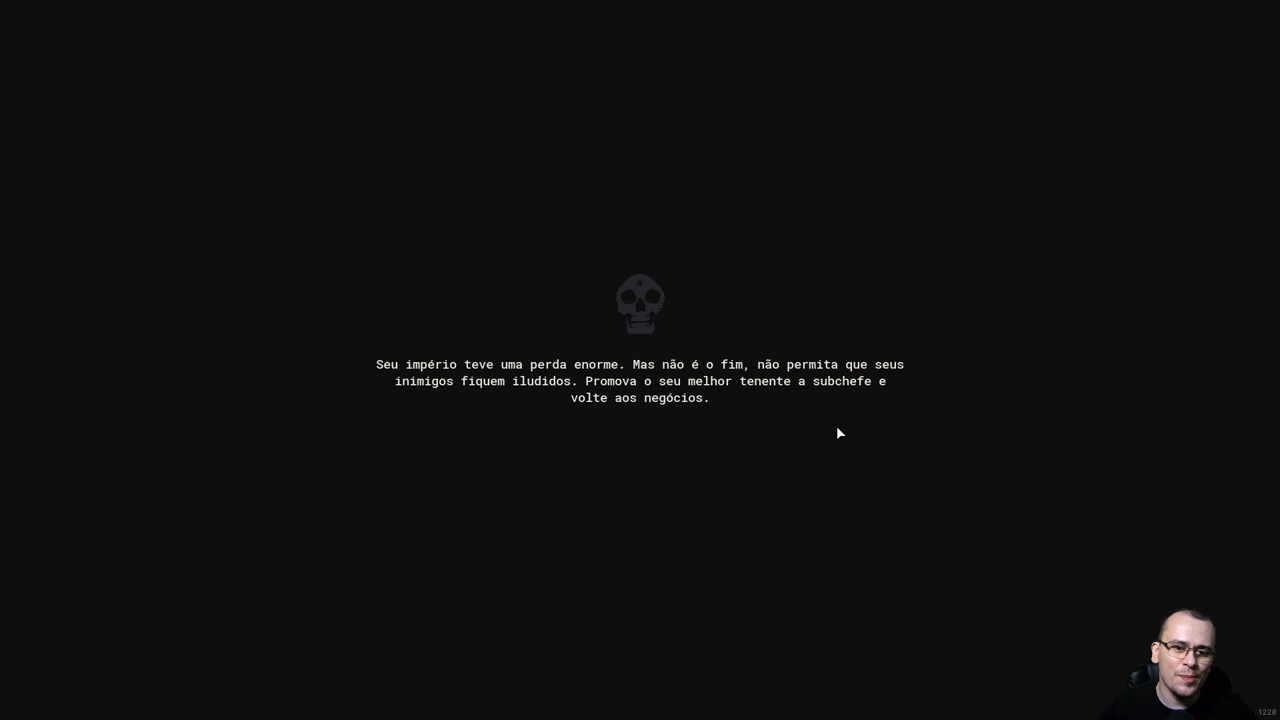 Seu império teve uma perda enorme. Mas não é o fim, não permita que seus
inimigos fiquem iludidos. Promova o seu melhor tenente a subchefe e
volte aos negócios.
.1220